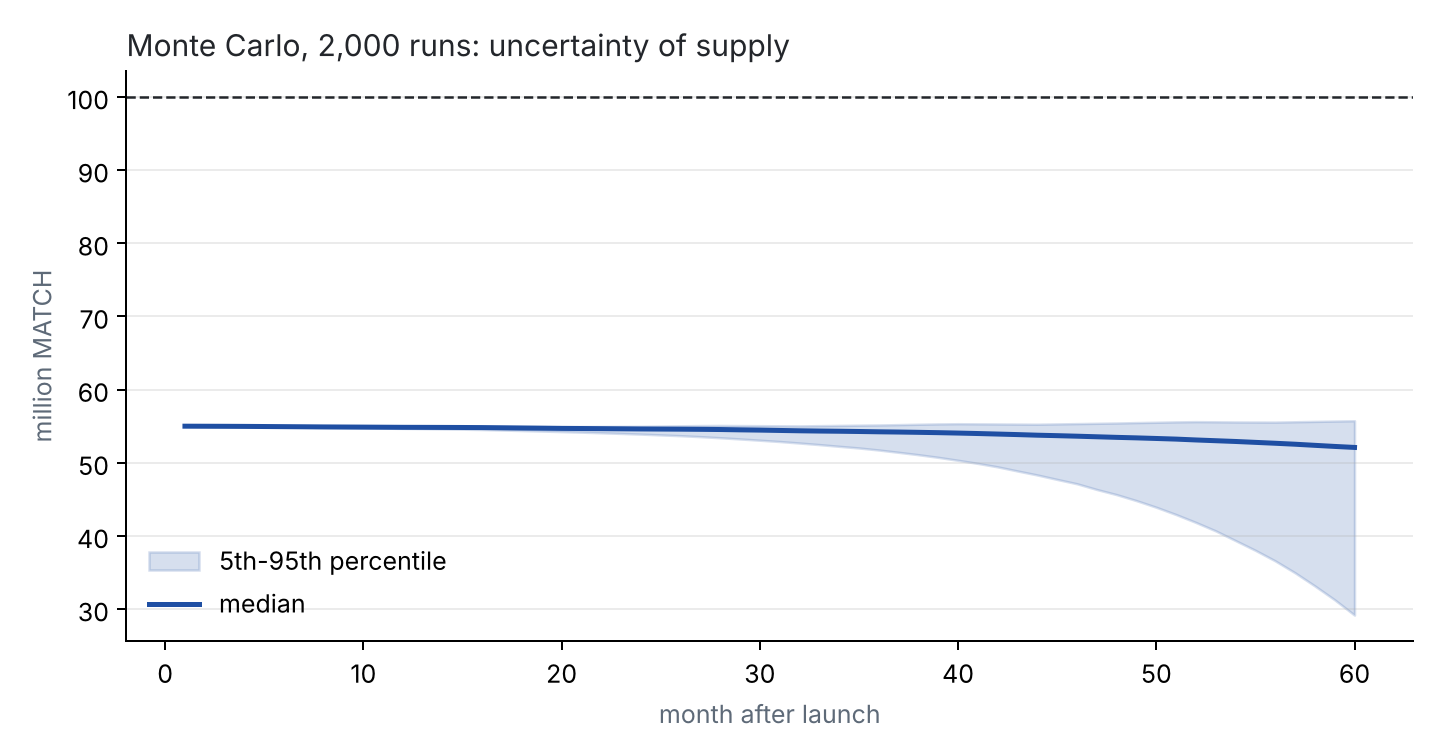 Monte Carlo, 2,000 runs: uncertainty of supply
100
90
80
70
60
50
40
30
million MATCH
5th-95th percentile
median
0 10 20 30 40 50 60
month after launch